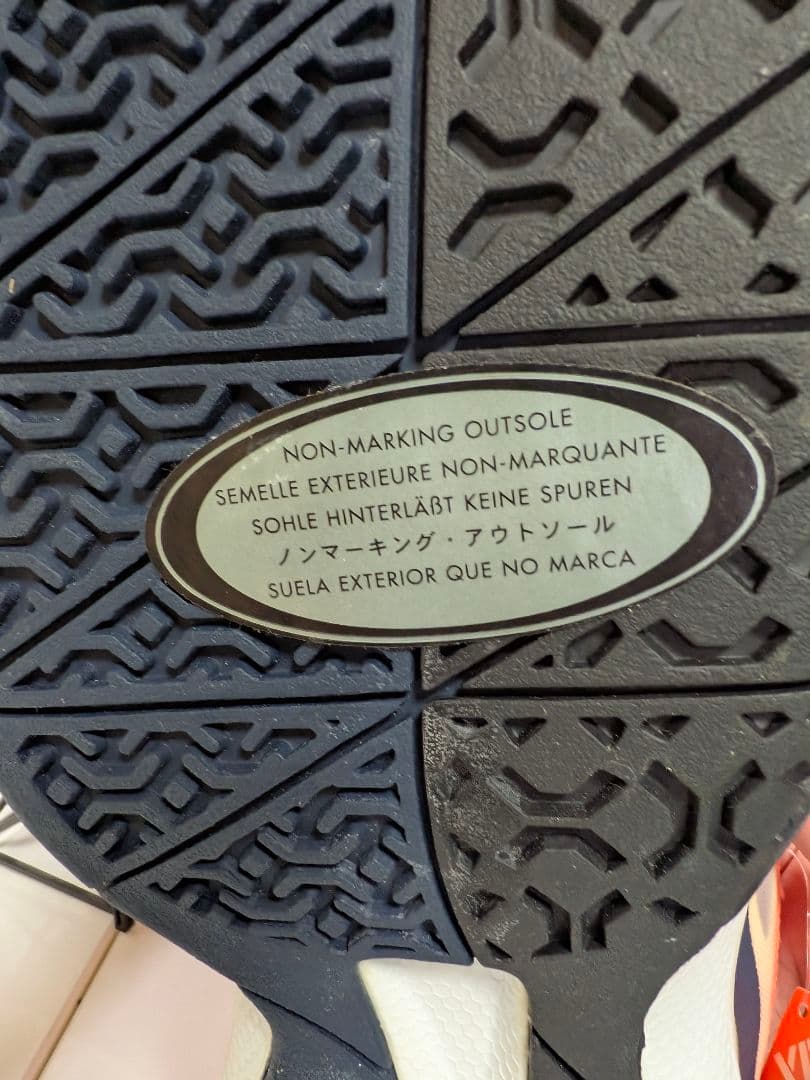 NON-MARKING OUTSOLE
SEMELLE EXTERIEURE NON-MARQUANTE
SOHLE HINTERLÄßT KEINE SPUREN
ノンマーキング・アウトソール
SUELA EXTERIOR QUE NO MARCA